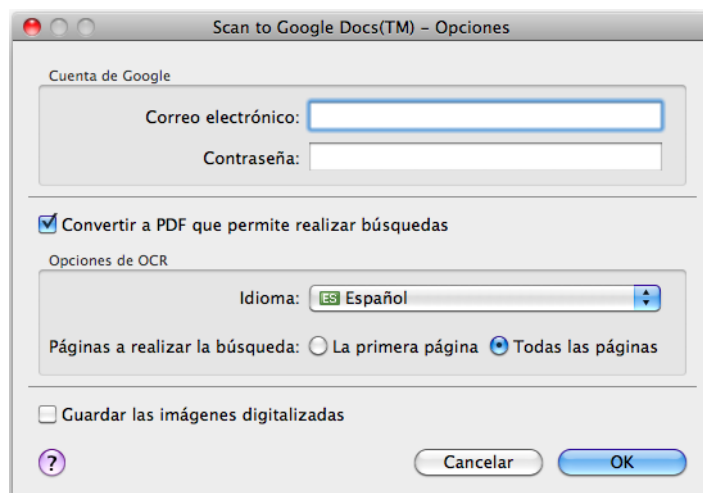 Scan to Google Docs(TM) – Opciones
Cuenta de Google
Correo electrónico:
Contraseña:
Convertir a PDF que permite realizar búsquedas
Opciones de OCR
Idioma: ES Español
Páginas a realizar la búsqueda: La primera página Todas las páginas
Guardar las imágenes digitalizadas
? Cancelar OK